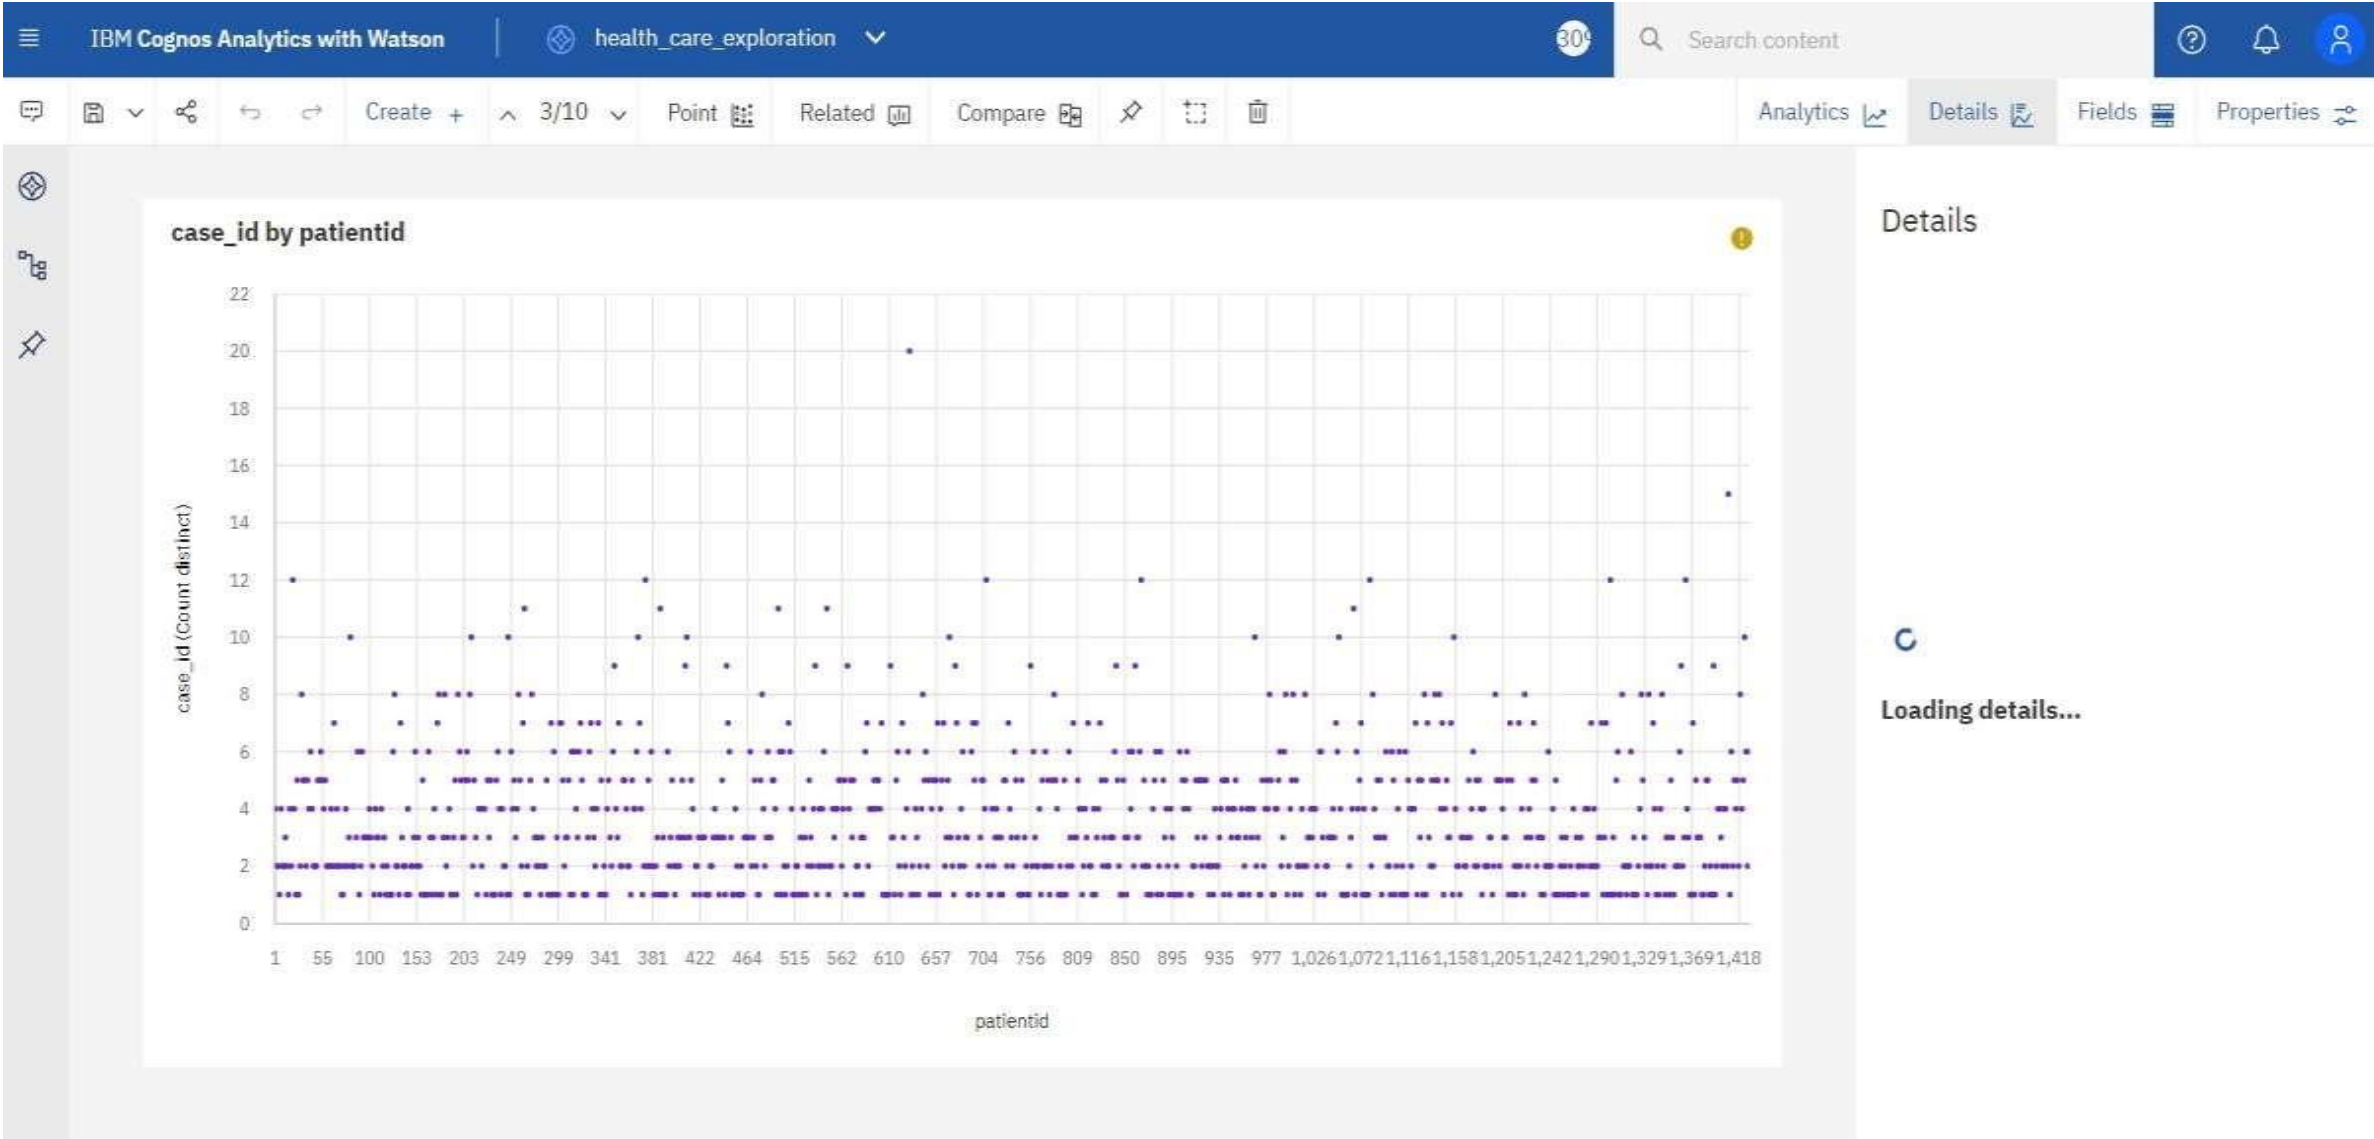 IBM Cognos Analytics with Watson
health_care_exploration
Search content
Create +
3/10
Point
Related
Compare
Analytics
Details
Fields
Properties
case_id by patientid
Details
22
20
18
16
14
12
10
8
6
4
2
0
case_id (Count distinct)
1 55 100 153 203 249 299 341 381 422 464 515 562 610 657 704 756 809 850 895 935 977 1,026 1,072 1,116 1,158 1,205 1,242 1,290 1,329 1,369 1,418
patientid
Loading details...